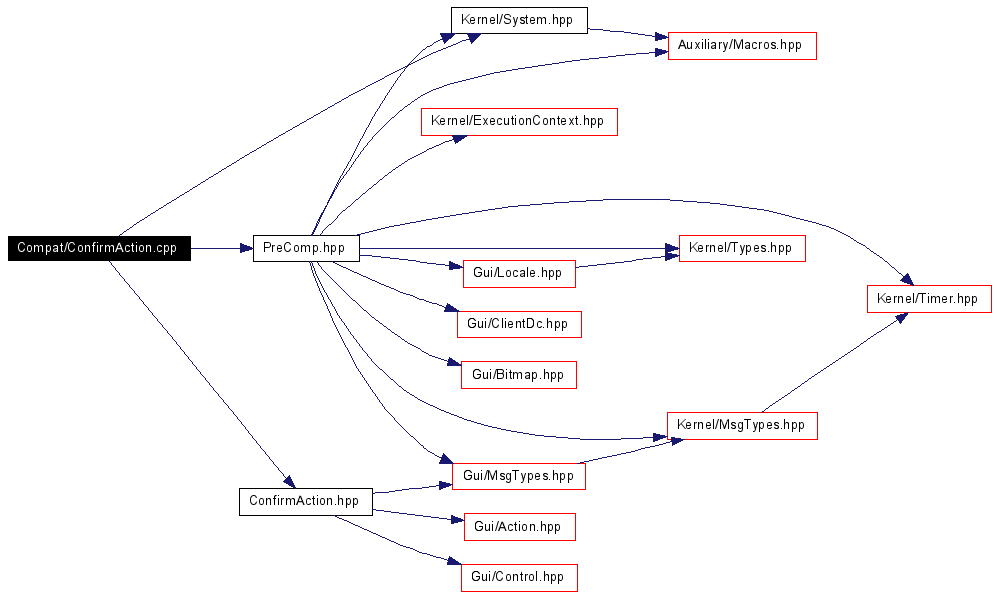 Kernel/System.hpp
Auxiliary/Macros.hpp
Kernel/ExecutionContext.hpp
Compat/ConfirmAction.cpp
PreComp.hpp
Kernel/Types.hpp
Gui/Locale.hpp
Kernel/Timer.hpp
Gui/ClientDc.hpp
Gui/Bitmap.hpp
Kernel/MsgTypes.hpp
Gui/MsgTypes.hpp
ConfirmAction.hpp
Gui/Action.hpp
Gui/Control.hpp